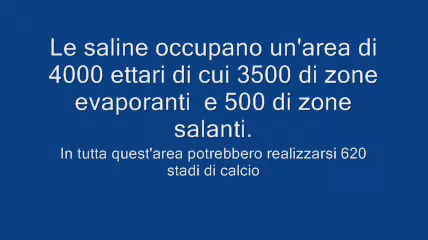 Le saline occupano un'area di
4000 ettari di cui 3500 di zone
evaporanti  e 500 di zone
salanti.
In tutta quest'area potrebbero realizzarsi 620
stadi di calcio